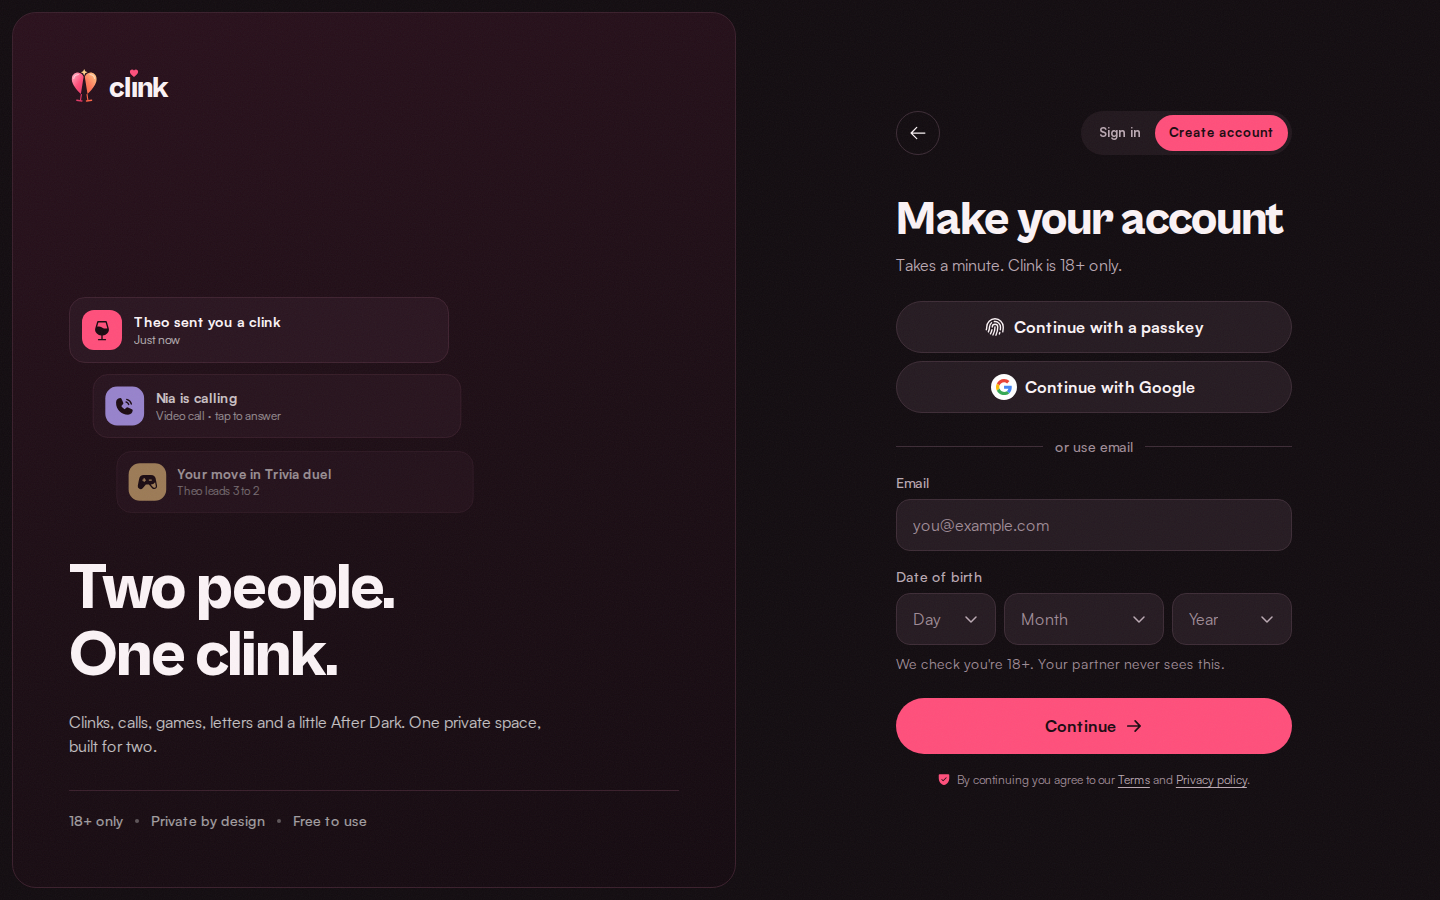 clink
Theo sent you a clink
Just now
Nia is calling
Video call · tap to answer
Your move in Trivia duel
Theo leads 3 to 2
Two people.
One clink.
Clinks, calls, games, letters and a little After Dark. One private space,
built for two.
18+ only • Private by design • Free to use
Sign in
Create account
Make your account
Takes a minute. Clink is 18+ only.
Continue with a passkey
Continue with Google
or use email
Email
you@example.com
Date of birth
Day
Month
Year
We check you're 18+. Your partner never sees this.
Continue
By continuing you agree to our Terms and Privacy policy.